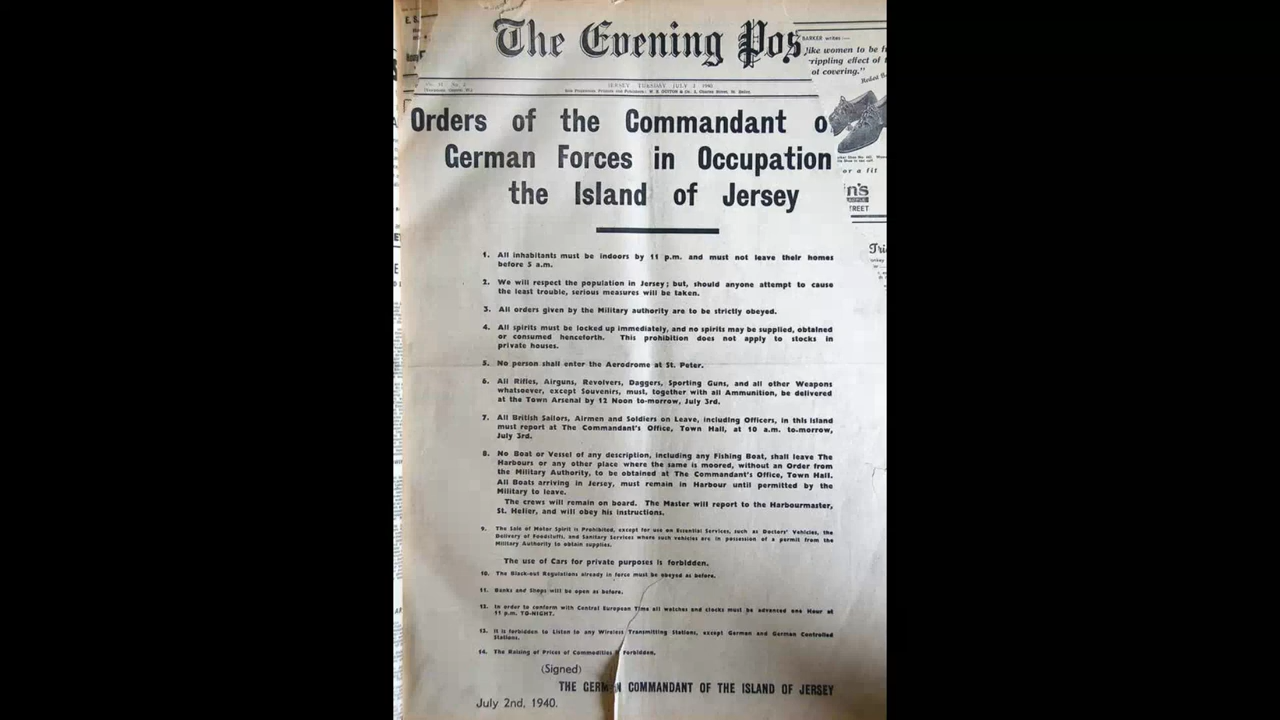 The Evening Pos
JERSEY, TUESDAY JULY 2 1940
Orders of the Commandant o
German Forces in Occupation
the Island of Jersey
1. All inhabitants must be indoors by 11 p.m. and must not leave their homes
before 5 a.m.
2. We will respect the population in Jersey; but, should anyone attempt to cause
the least trouble, serious measures will be taken.
3. All orders given by the Military authority are to be strictly obeyed.
4. All spirits must be locked up immediately, and no spirits may be supplied, obtained
or consumed henceforth. This prohibition does not apply to stocks in
private houses.
5. No person shall enter the Aerodrome at St. Peter.
6. All Rifles, Airguns, Revolvers, Daggers, Sporting Guns, and all other Weapons
whatsoever, except Souvenirs, must, together with all Ammunition, be delivered
at the Town Arsenal by 12 Noon to-morrow, July 3rd.
7. All British Sailors, Airmen and Soldiers on Leave, including Officers, in this Island
must report at The Commandant's Office, Town Hall, at 10 a.m. to-morrow,
July 3rd.
8. No Boat or Vessel of any description, including any Fishing Boat, shall leave The
Harbours or any other place where the same is moored, without an Order from
the Military Authority, to be obtained at The Commandant's Office, Town Hall.
All Boats arriving in Jersey, must remain in Harbour until permitted by the
Military to leave.
The crews will remain on board. The Master will report to the Harbourmaster,
St. Helier, and will obey his instructions.
9. The Sale of Motor Spirit is Prohibited, except for use on Essential Services, such as Doctors' Vehicles, the
Delivery of Foodstuffs, and Sanitary Services where such vehicles are in possession of a permit from the
Military Authority to obtain supplies.
The use of Cars for private purposes is forbidden.
10. The Black-out Regulations already in force must be obeyed as before.
11. Banks and Shops will be open as before.
12. In order to conform with Central European Time all watches and clocks must be advanced one Hour at
11 p.m. TO-NIGHT.
13. It is forbidden to Listen to any Wireless Transmitting Stations, except German and German Controlled
Stations.
14. The Raising of Prices of Commodities is Forbidden.
(Signed)
THE GERMAN COMMANDANT OF THE ISLAND OF JERSEY
July 2nd, 1940.
BARKER writes
like women to be f
rippling effect of
ot covering."
or a fit
n's
TREET